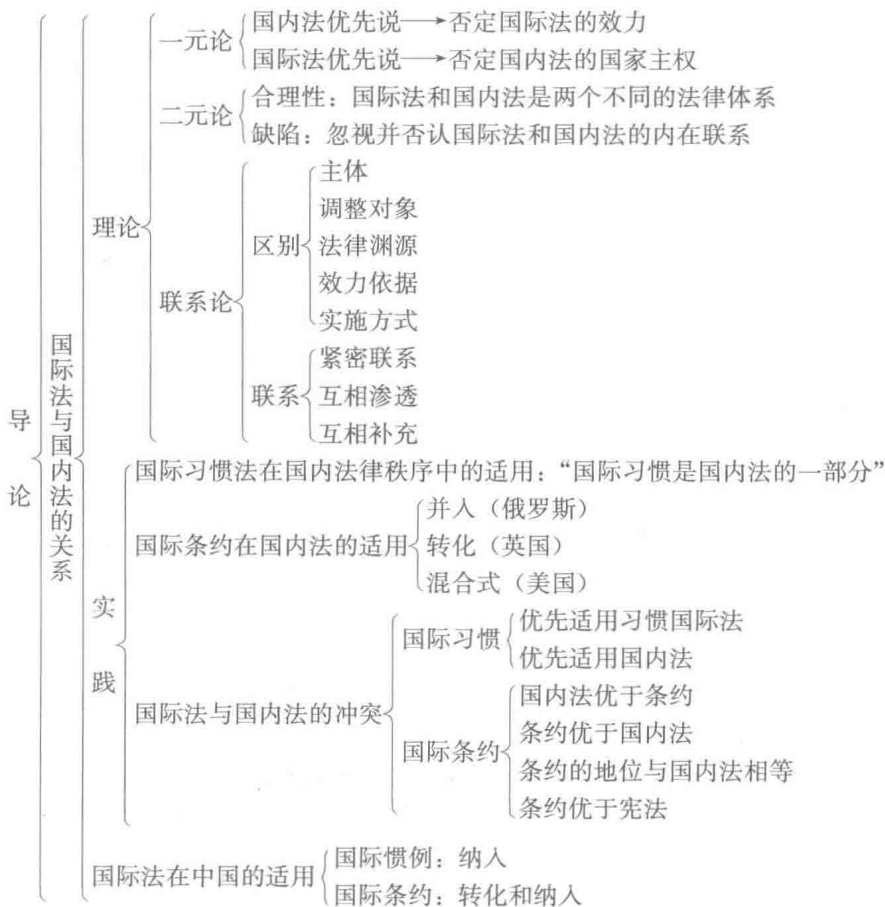 导论
国际法与国内法的关系
理论
一元论
国内法优先说→否定国际法的效力
国际法优先说→否定国内法的国家主权
二元论
合理性：国际法和国内法是两个不同的法律体系
缺陷：忽视并否认国际法和国内法的内在联系
联系论
区别
主体
调整对象
法律渊源
效力依据
实施方式
联系
紧密联系
互相渗透
互相补充
实践
国际习惯法在国内法律秩序中的适用：“国际习惯是国内法的一部分”
国际条约在国内法的适用
并入（俄罗斯）
转化（英国）
混合式（美国）
国际法与国内法的冲突
国际习惯
优先适用习惯国际法
优先适用国内法
国际条约
国内法优于条约
条约优于国内法
条约的地位与国内法相等
条约优于宪法
国际法在中国的适用
国际惯例：纳入
国际条约：转化和纳入